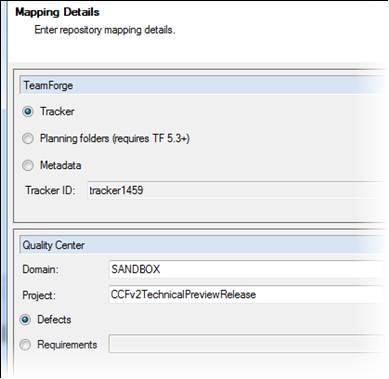 Mapping Details
Enter repository mapping details.
TeamForge
Tracker
Planning folders (requires TF 5.3+)
Metadata
Tracker ID: tracker1459
Quality Center
Domain: SANDBOX
Project: CCFv2TechnicalPreviewRelease
Defects
Requirements